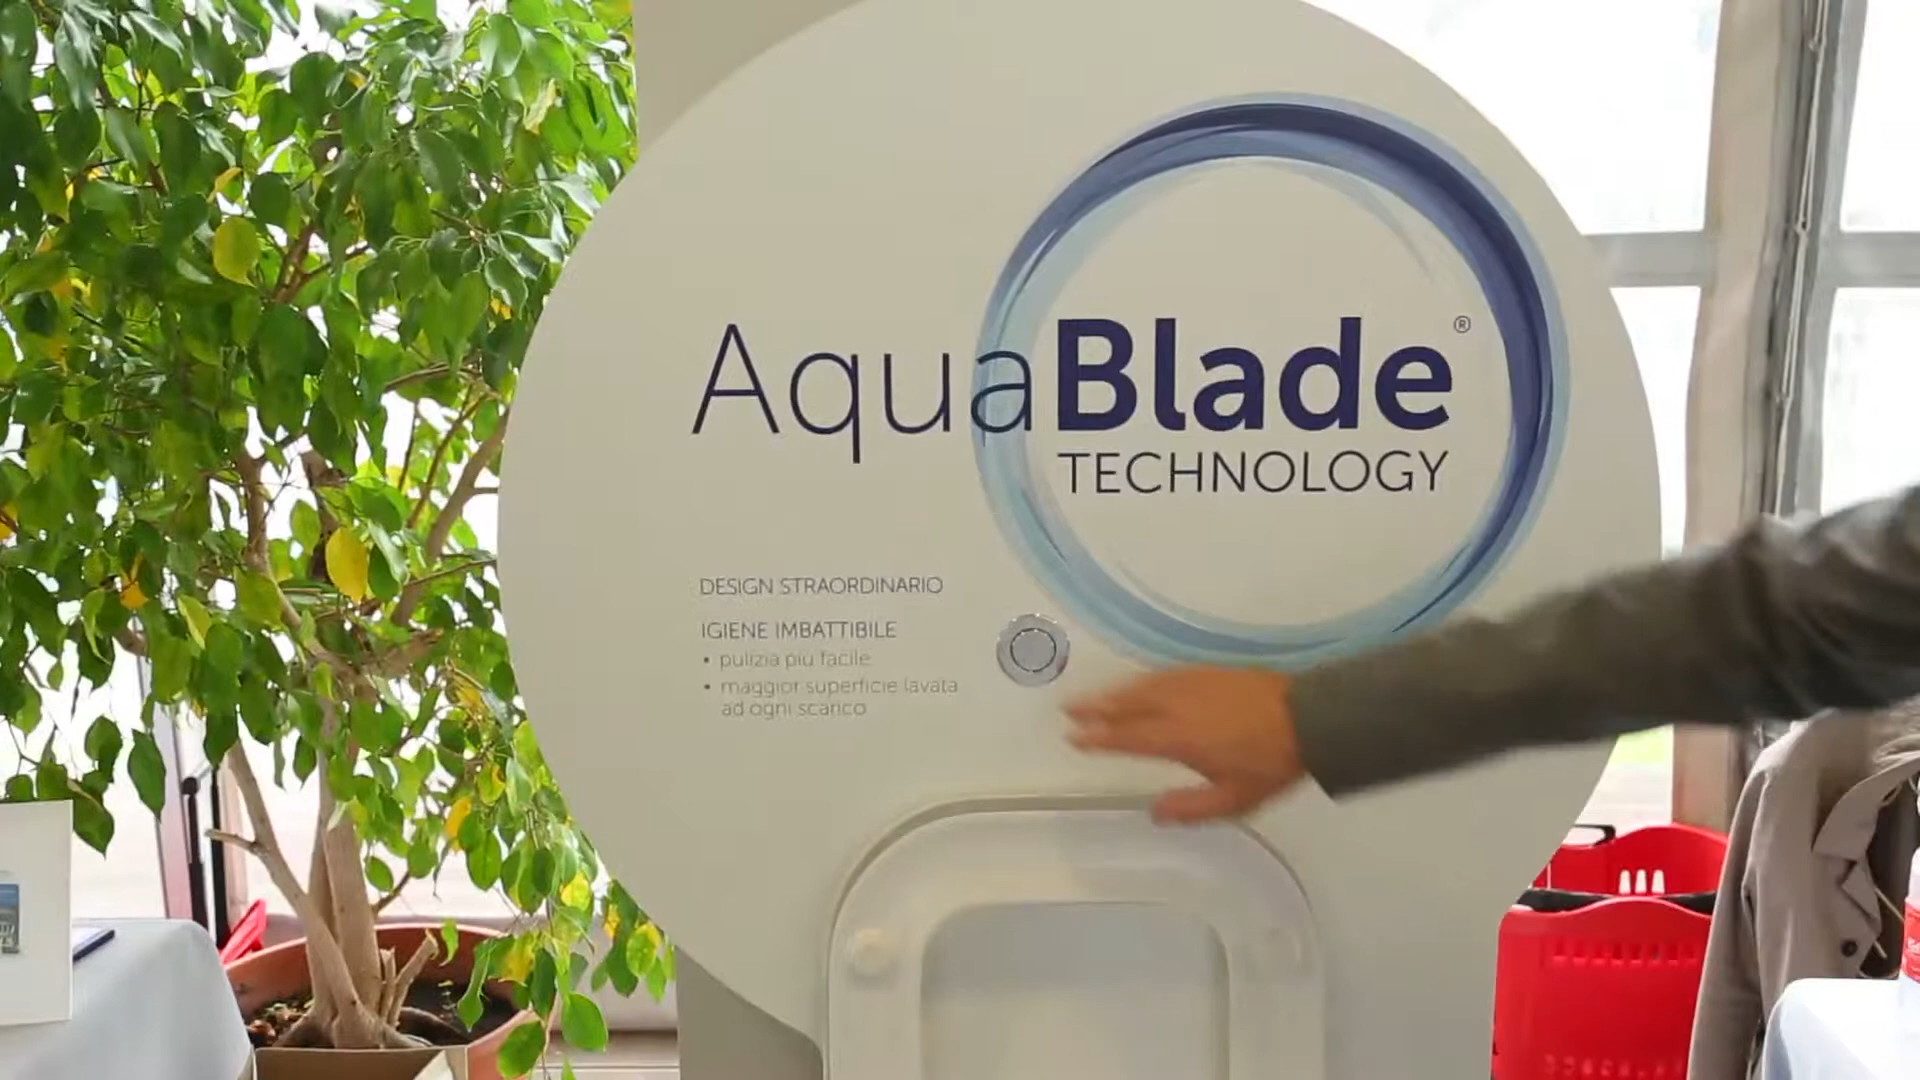 AquaBlade®
TECHNOLOGY
DESIGN STRAORDINARIO
IGIENE IMBATTIBILE
• pulizia più facile
• maggior superficie lavata
ad ogni scarico